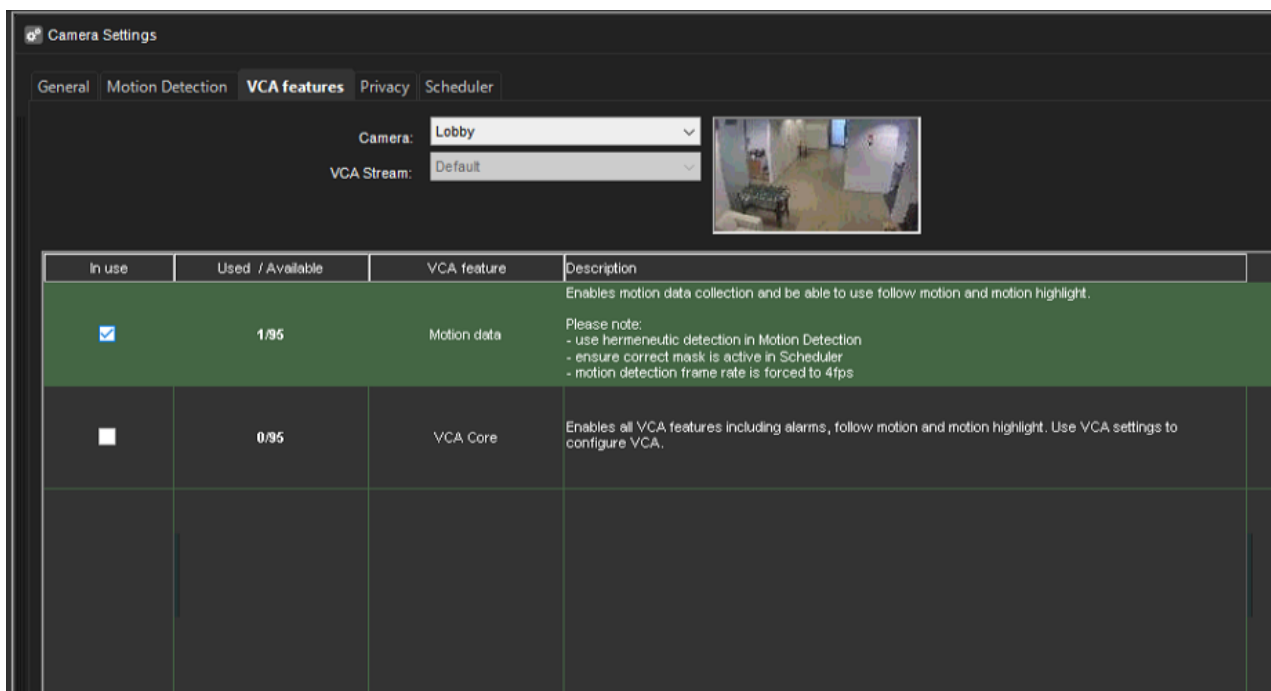 Camera Settings
General Motion Detection VCA features Privacy Scheduler
Camera: Lobby
VCA Stream: Default
In use Used / Available VCA feature Description
Enables motion data collection and be able to use follow motion and motion highlight.
Please note:
1/95 Motion data
- use hermeneutic detection in Motion Detection
- ensure correct mask is active in Scheduler
- motion detection frame rate is forced to 4fps
0/95 VCA Core
Enables all VCA features including alarms, follow motion and motion highlight. Use VCA settings to
configure VCA.